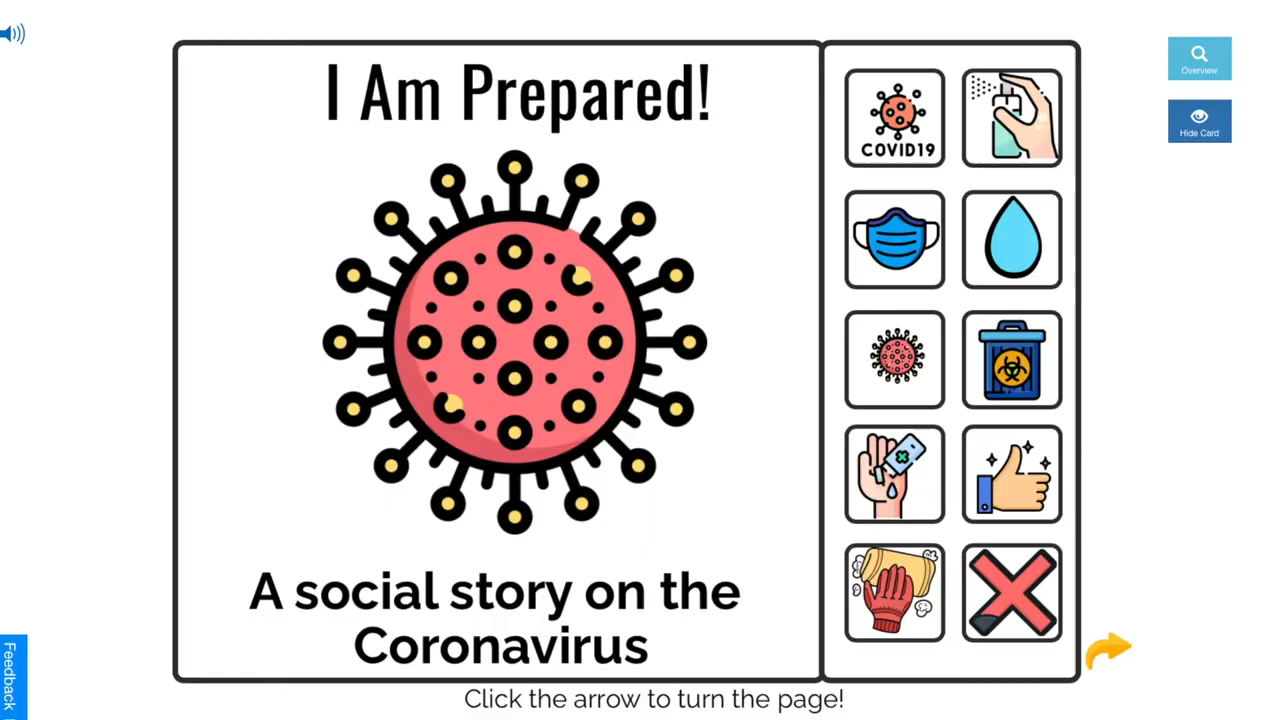 I Am Prepared!
COVID19
A social story on the
Coronavirus
Click the arrow to turn the page!
Overview
Hide Card
Feedback